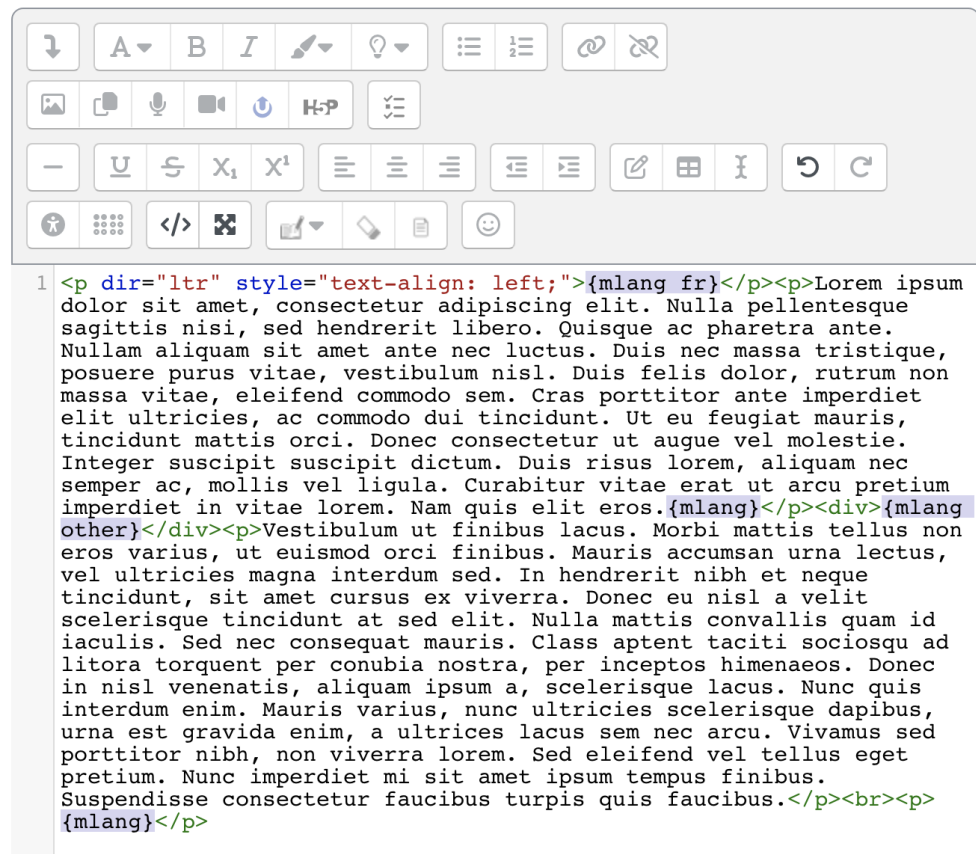 A B I
H5P
U S X₁ X¹
</>
1 <p dir="ltr" style="text-align: left;">{mlang fr}</p><p>Lorem ipsum
dolor sit amet, consectetur adipiscing elit. Nulla pellentesque
sagittis nisi, sed hendrerit libero. Quisque ac pharetra ante.
Nullam aliquam sit amet ante nec luctus. Duis nec massa tristique,
posuere purus vitae, vestibulum nisl. Duis felis dolor, rutrum non
massa vitae, eleifend commodo sem. Cras porttitor ante imperdiet
elit ultricies, ac commodo dui tincidunt. Ut eu feugiat mauris,
tincidunt mattis orci. Donec consectetur ut augue vel molestie.
Integer suscipit suscipit dictum. Duis risus lorem, aliquam nec
semper ac, mollis vel ligula. Curabitur vitae erat ut arcu pretium
imperdiet in vitae lorem. Nam quis elit eros.{mlang}</p><div>{mlang
other}</div><p>Vestibulum ut finibus lacus. Morbi mattis tellus non
eros varius, ut euismod orci finibus. Mauris accumsan urna lectus,
vel ultricies magna interdum sed. In hendrerit nibh et neque
tincidunt, sit amet cursus ex viverra. Donec eu nisl a velit
scelerisque tincidunt at sed elit. Nulla mattis convallis quam id
iaculis. Sed nec consequat mauris. Class aptent taciti sociosqu ad
litora torquent per conubia nostra, per inceptos himenaeos. Donec
in nisl venenatis, aliquam ipsum a, scelerisque lacus. Nunc quis
interdum enim. Mauris varius, nunc ultricies scelerisque dapibus,
urna est gravida enim, a ultrices lacus sem nec arcu. Vivamus sed
porttitor nibh, non viverra lorem. Sed eleifend vel tellus eget
pretium. Nunc imperdiet mi sit amet ipsum tempus finibus.
Suspendisse consectetur faucibus turpis quis faucibus.</p><br><p>
{mlang}</p>